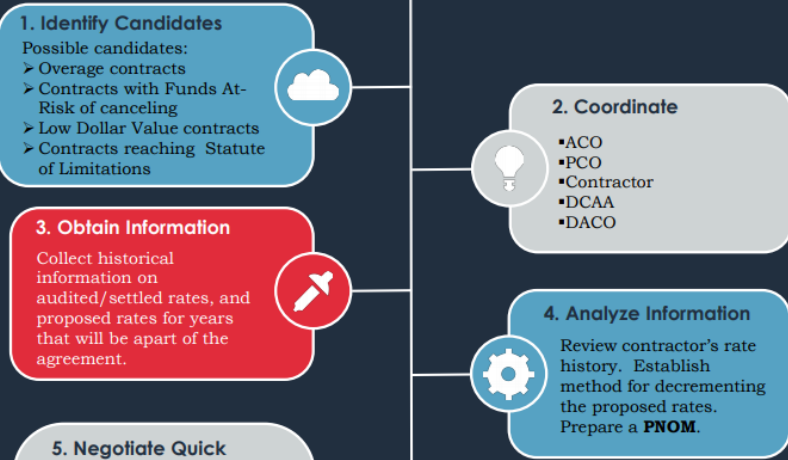 1. Identify Candidates
Possible candidates:
➢ Overage contracts
➢ Contracts with Funds At-
Risk of canceling
➢ Low Dollar Value contracts
➢ Contracts reaching Statute
of Limitations
2. Coordinate
▪ACO
▪PCO
▪Contractor
▪DCAA
▪DACO
3. Obtain Information
Collect historical
information on
audited/settled rates, and
proposed rates for years
that will be apart of the
agreement.
4. Analyze Information
Review contractor's rate
history. Establish
method for decrementing
the proposed rates.
Prepare a PNOM.
5. Negotiate Quick